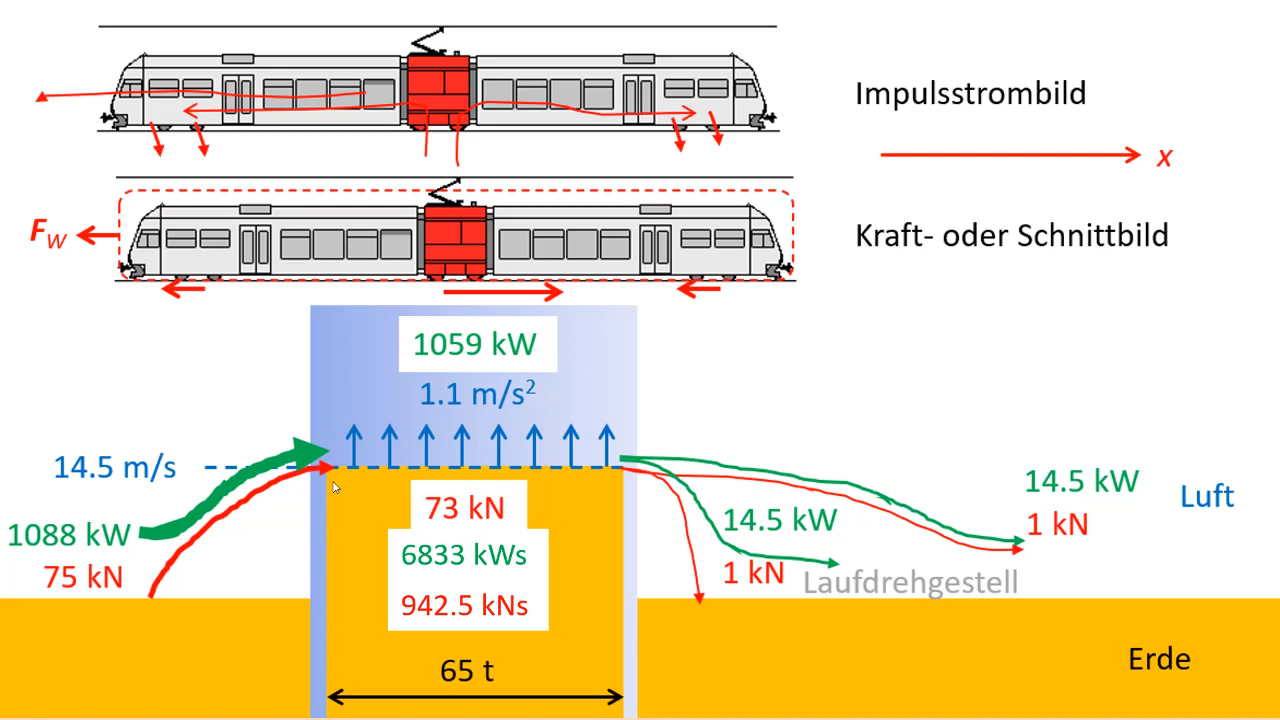 Impulsstrombild
x
F_W
Kraft- oder Schnittbild
1059 kW
1.1 m/s²
14.5 m/s
14.5 kW
Luft
1088 kW
73 kN
14.5 kW
1 kN
75 kN
6833 kWs
1 kN
Laufdrehgestell
942.5 kNs
65 t
Erde